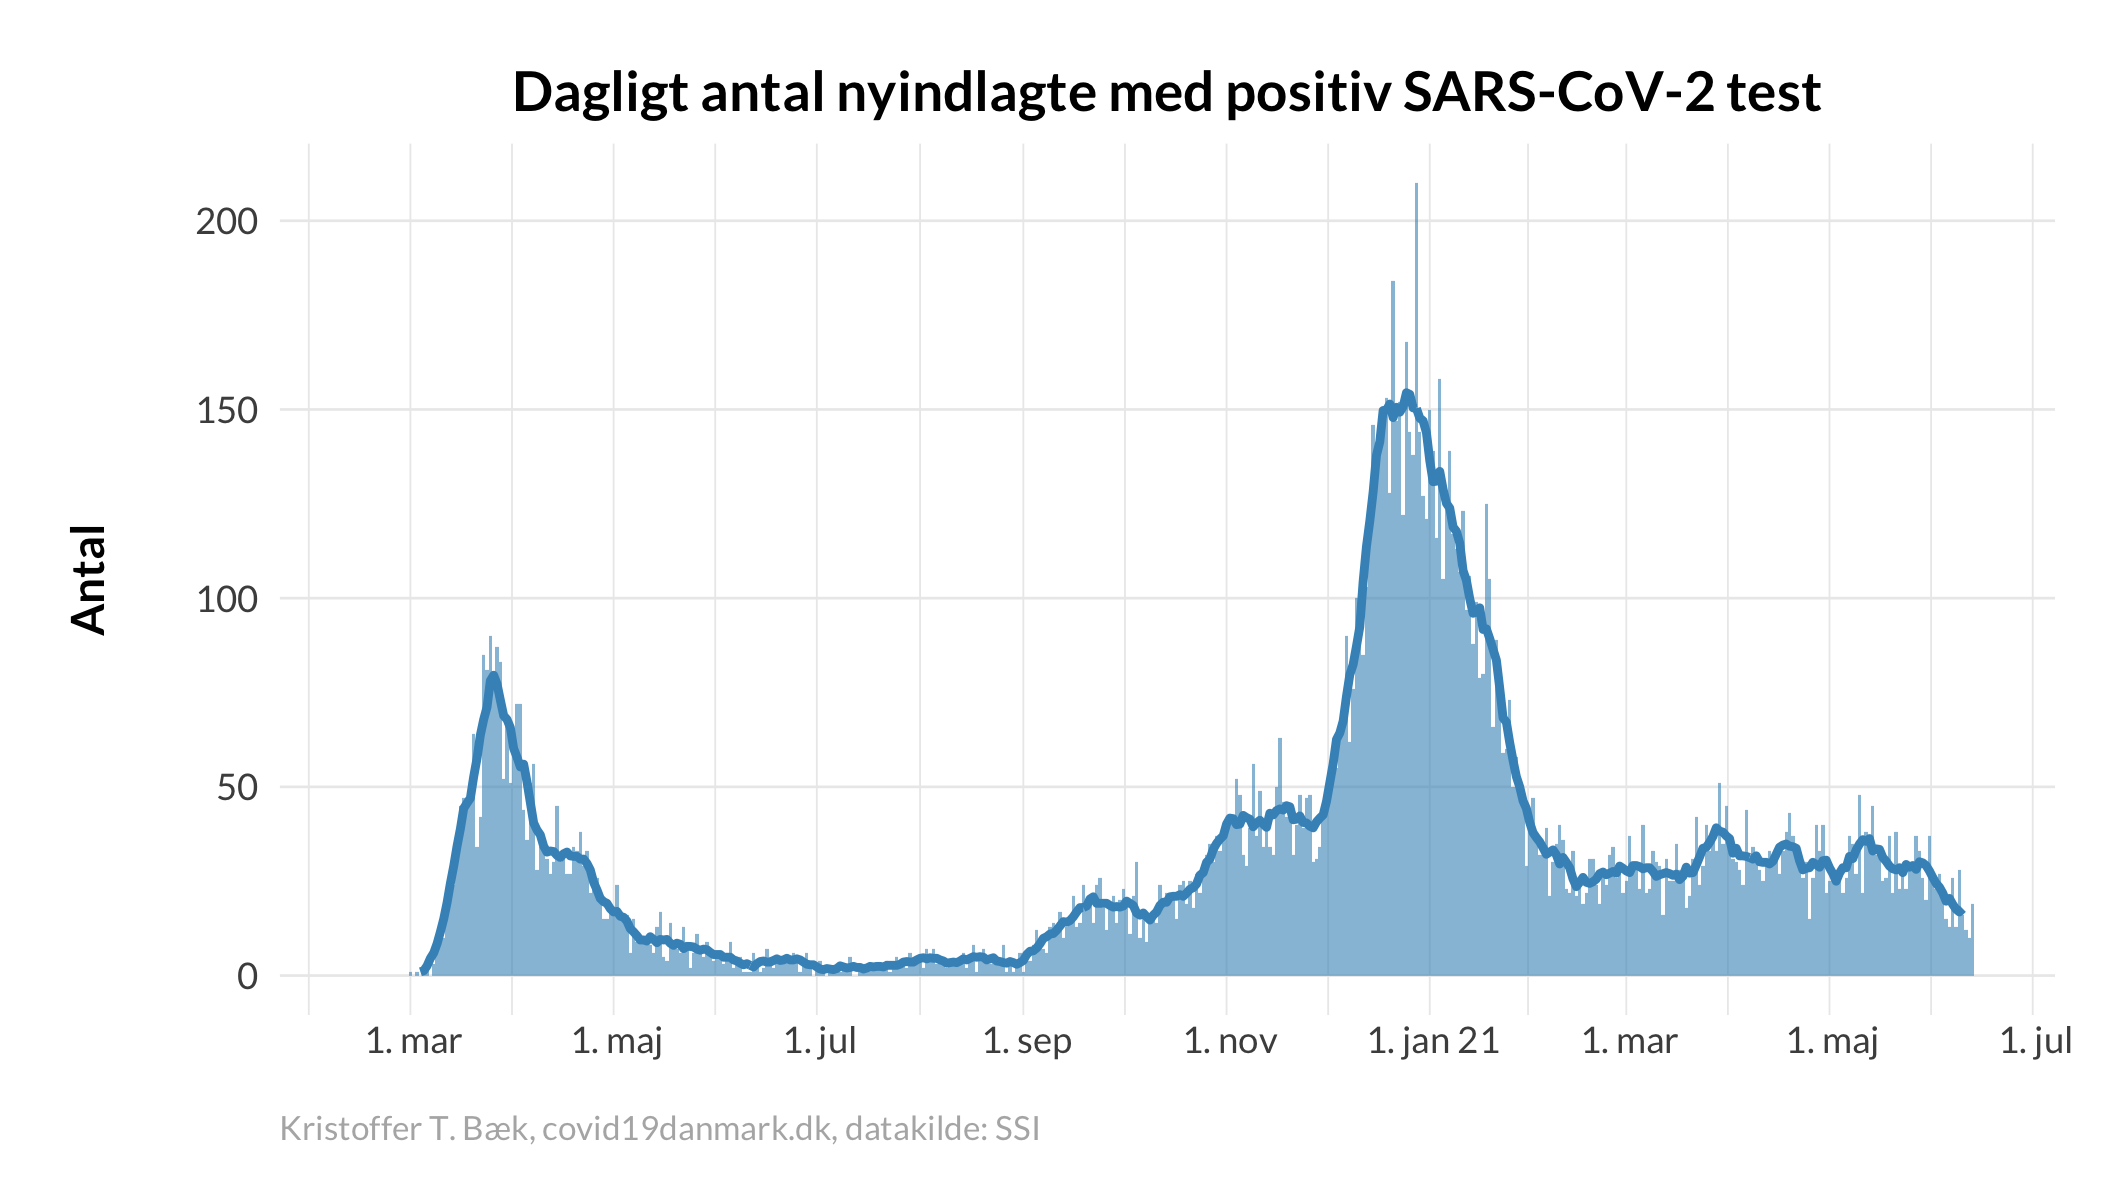 Dagligt antal nyindlagte med positiv SARS-CoV-2 test
Antal
200
150
100
50
0
1. mar 1. maj 1. jul 1. sep 1. nov 1. jan 21 1. mar 1. maj 1. jul
Kristoffer T. Bæk, covid19danmark.dk, datakilde: SSI